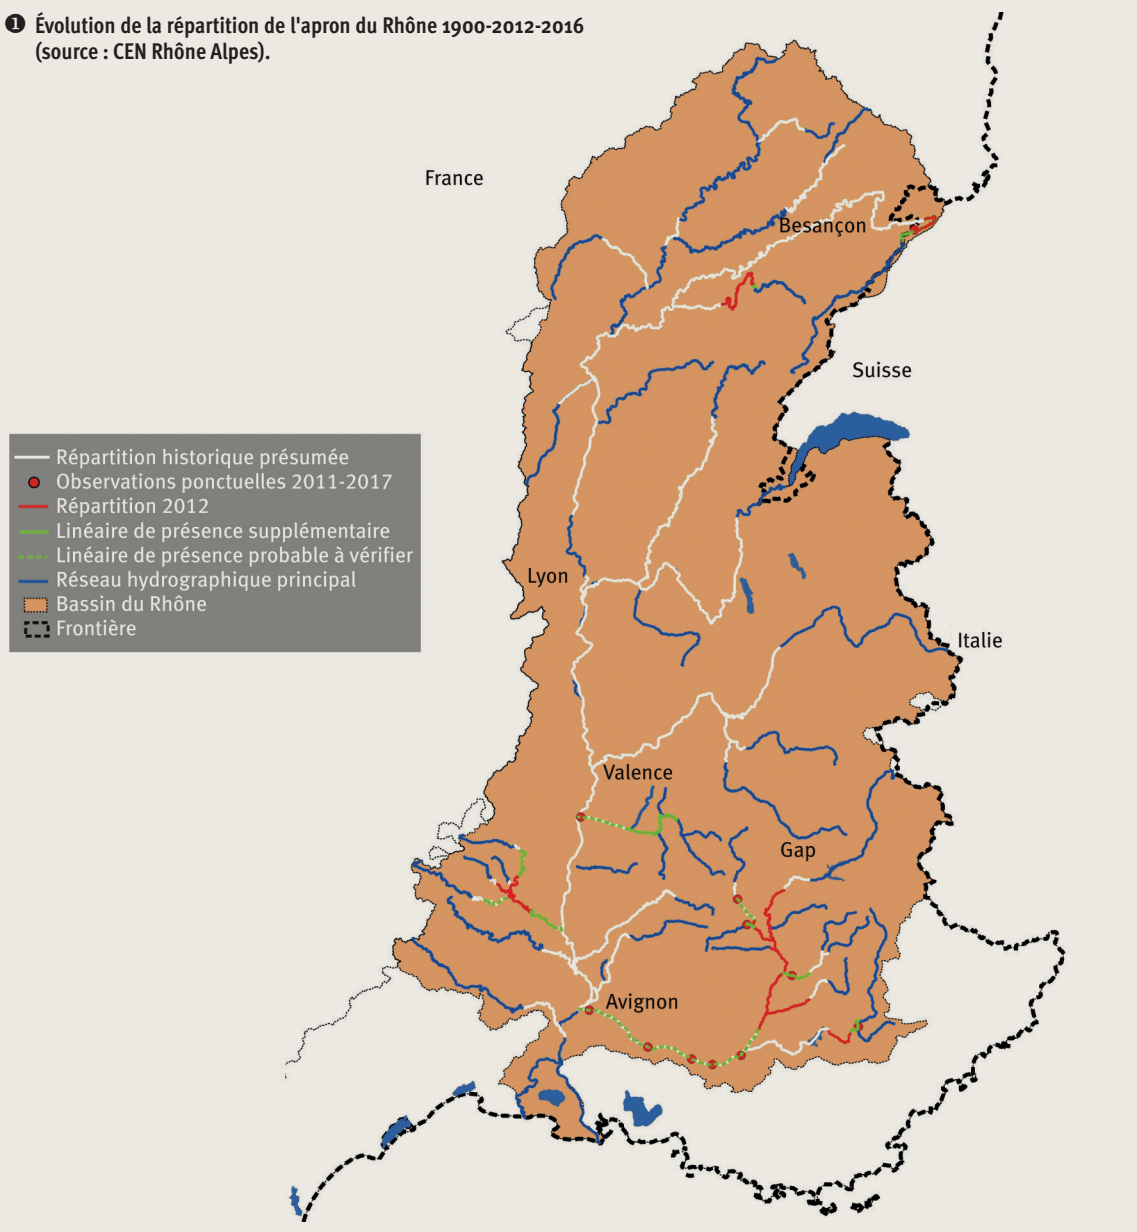 ❶ Évolution de la répartition de l'apron du Rhône 1900-2012-2016
(source : CEN Rhône Alpes).
France
Besançon
Suisse
Répartition historique présumée
Observations ponctuelles 2011-2017
Répartition 2012
Linéaire de présence supplémentaire
Linéaire de présence probable à vérifier
Réseau hydrographique principal
Bassin du Rhône
Frontière
Lyon
Italie
Valence
Gap
Avignon